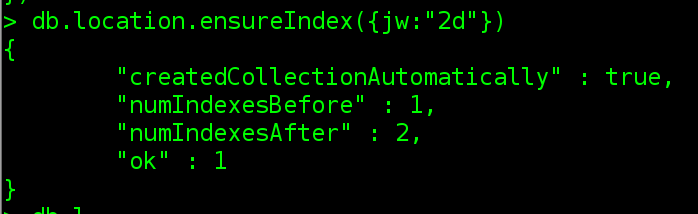 > db.location.ensureIndex({jw:"2d"})
{
        "createdCollectionAutomatically" : true,
        "numIndexesBefore" : 1,
        "numIndexesAfter" : 2,
        "ok" : 1
}